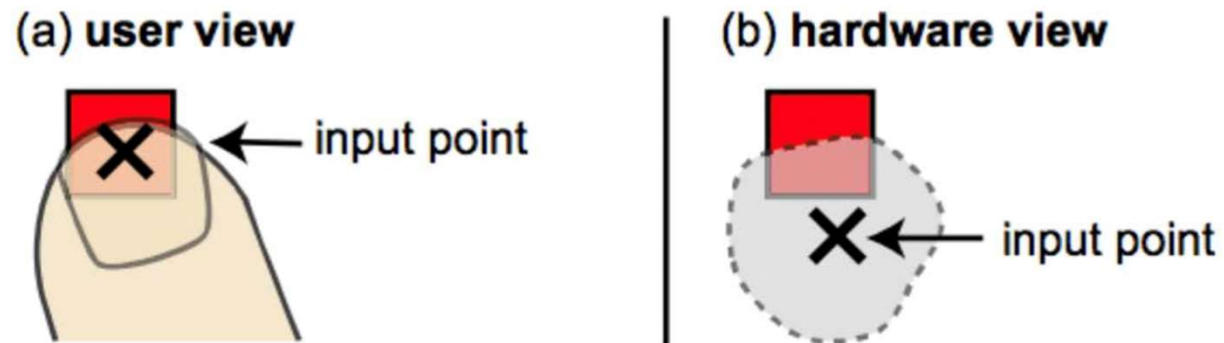 (a) user view
input point
(b) hardware view
input point